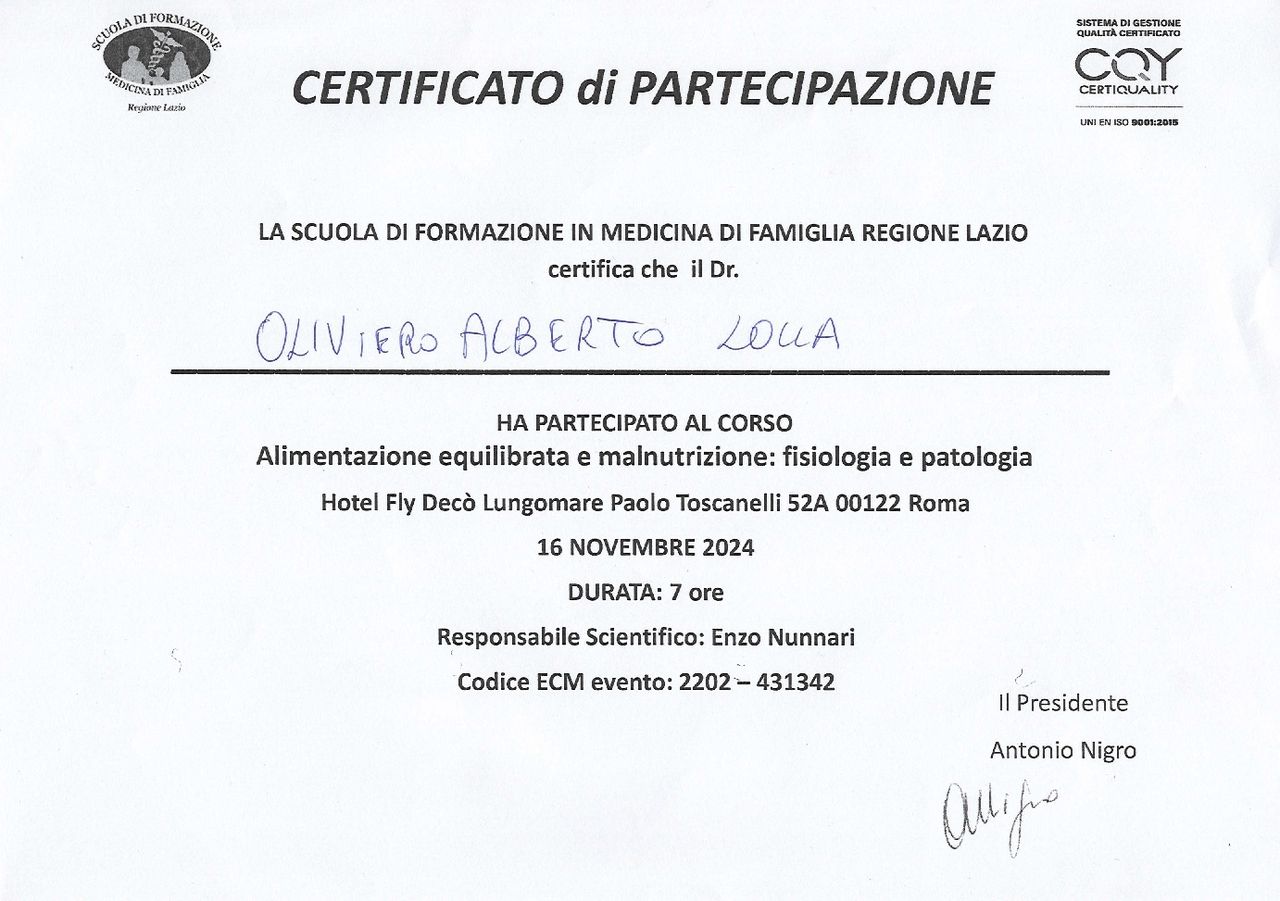 SCUOLA DI FORMAZIONE
MEDICINA DI FAMIGLIA
Regione Lazio
SISTEMA DI GESTIONE
QUALITÀ CERTIFICATO
CQY
CERTIQUALITY
UNI EN ISO 9001:2015
CERTIFICATO di PARTECIPAZIONE
LA SCUOLA DI FORMAZIONE IN MEDICINA DI FAMIGLIA REGIONE LAZIO
certifica che il Dr.
OLIVIERO ALBERTO LOLLA
HA PARTECIPATO AL CORSO
Alimentazione equilibrata e malnutrizione: fisiologia e patologia
Hotel Fly Decò Lungomare Paolo Toscanelli 52A 00122 Roma
16 NOVEMBRE 2024
DURATA: 7 ore
Responsabile Scientifico: Enzo Nunnari
Codice ECM evento: 2202 – 431342
Il Presidente
Antonio Nigro